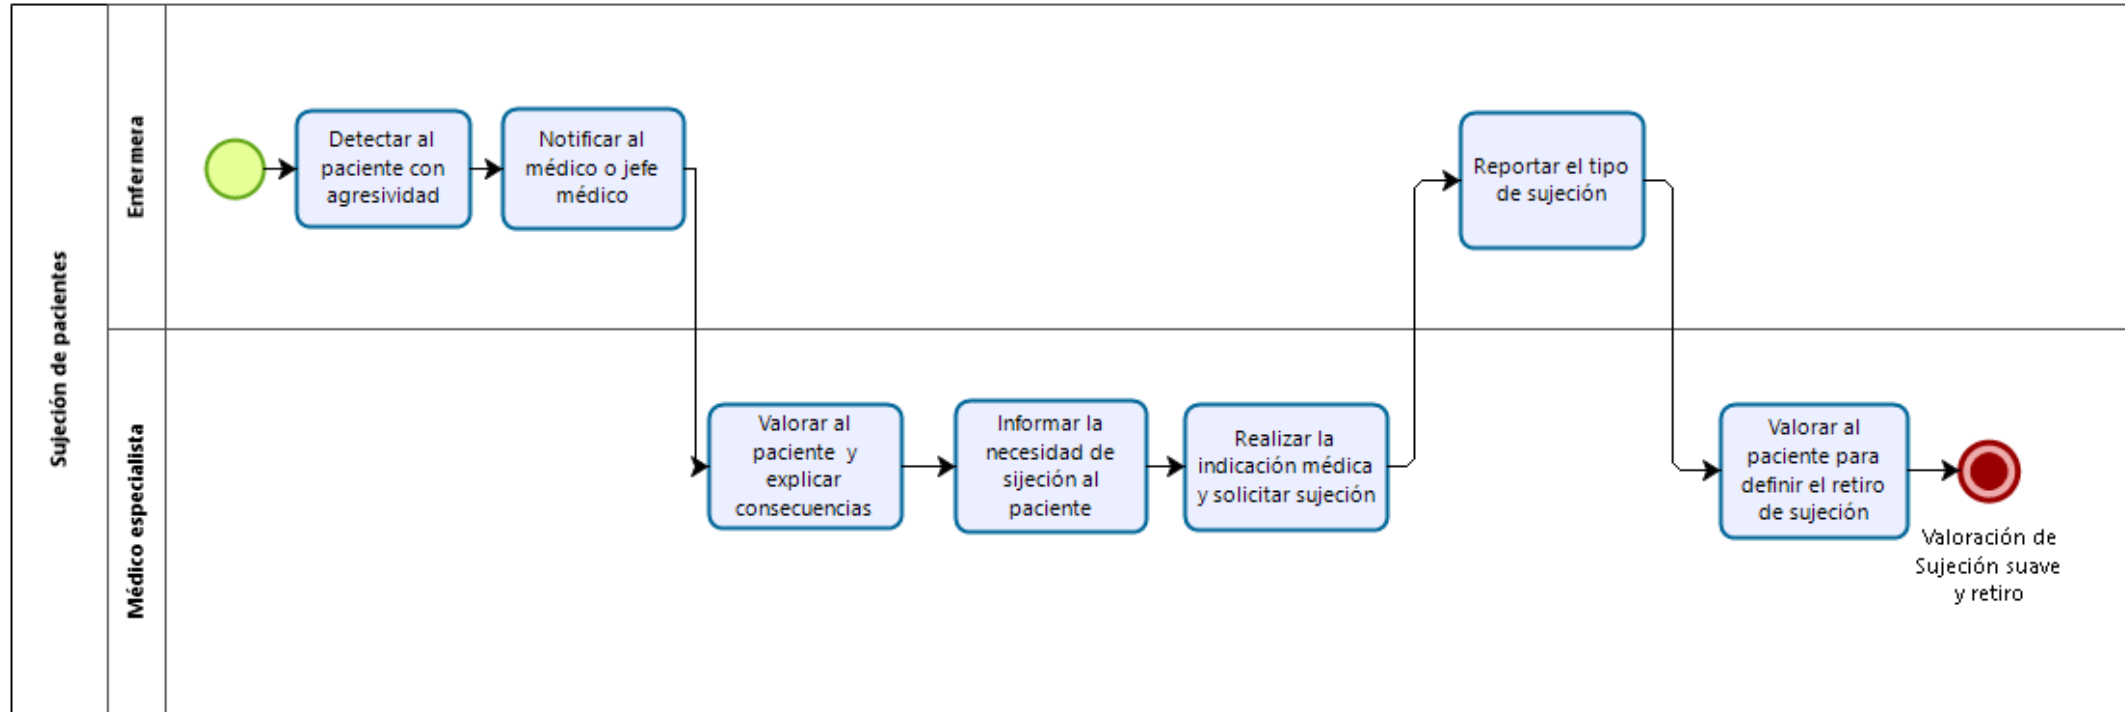 Sujeción de pacientes
Enfermera
Detectar al
paciente con
agresividad
Notificar al
médico o jefe
médico
Reportar el tipo
de sujeción
Médico especialista
Valorar al
paciente y
explicar
consecuencias
Informar la
necesidad de
sijeción al
paciente
Realizar la
indicación médica
y solicitar sujeción
Valorar al
paciente para
definir el retiro
de sujeción
Valoración de
Sujeción suave
y retiro